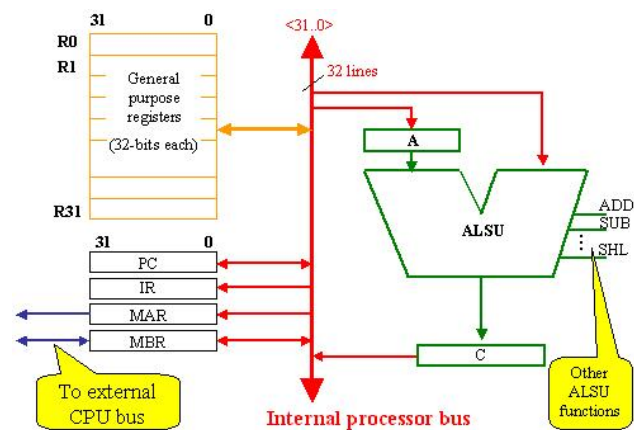 31 0
R0
R1
General
purpose
registers
(32-bits each)
R31
31 0
PC
IR
MAR
MBR
To external
CPU bus
<31..0>
32 lines
A
ALSU
ADD
SUB
⋮
SHL
C
Other
ALSU
functions
Internal processor bus